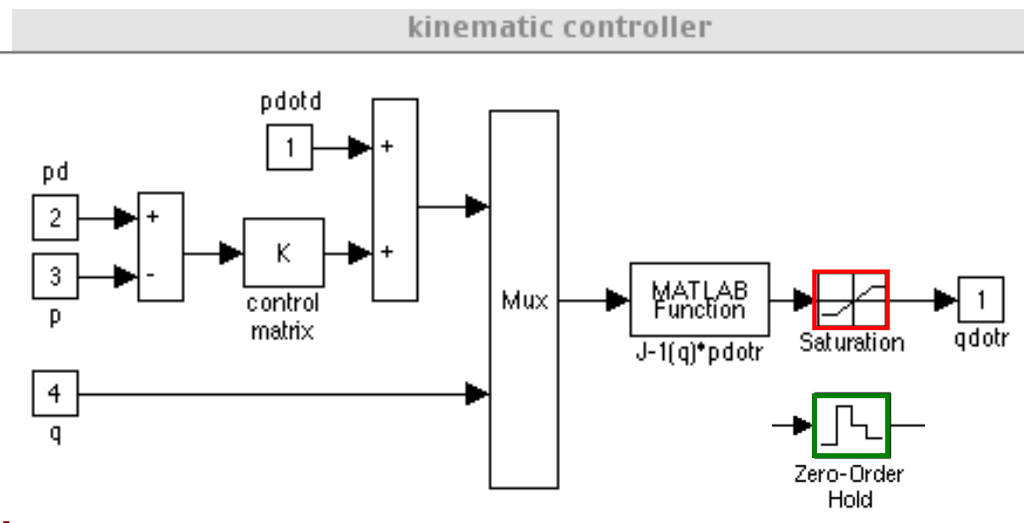 kinematic controller
pdotd
1
+
pd
2
+
3
-
p
K
+
control
matrix
Mux
MATLAB
Function
J-1(q)*pdotr
Saturation
1
qdotr
4
q
Zero-Order
Hold